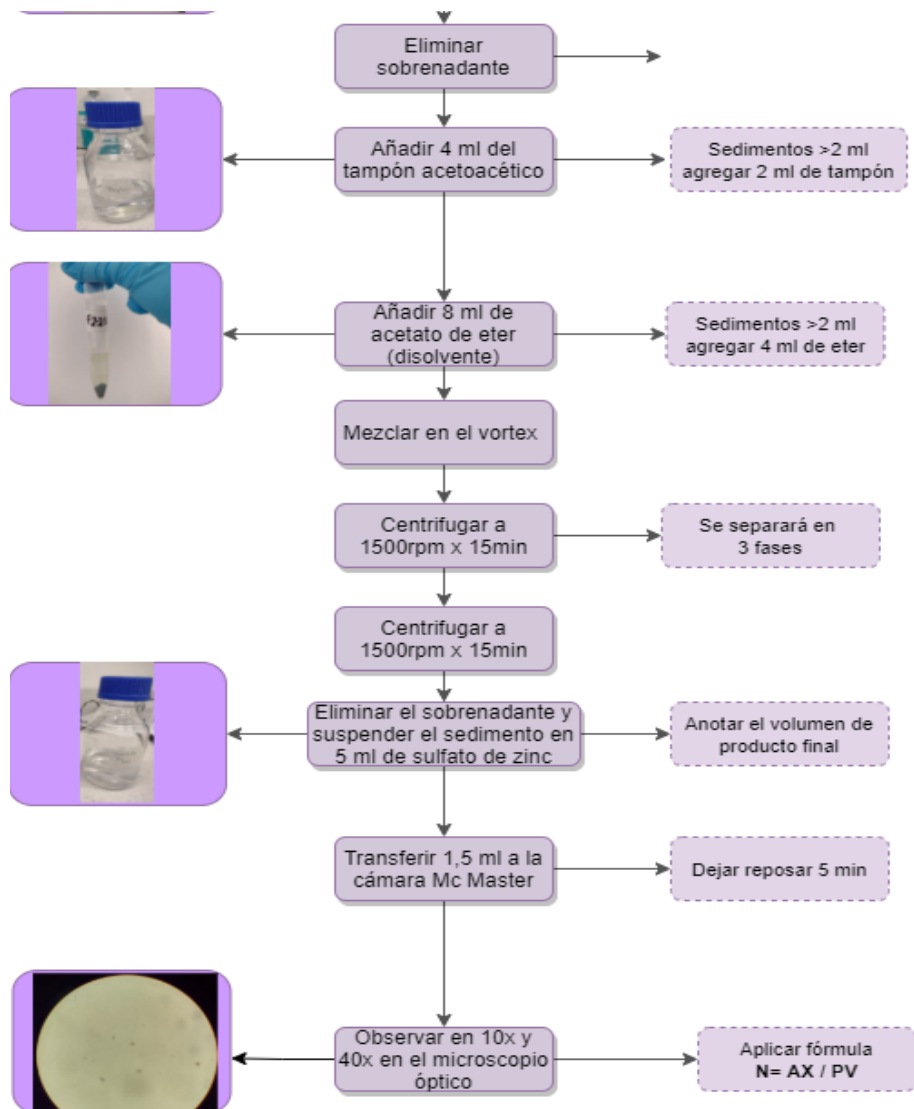 Eliminar
sobrenadante
Añadir 4 ml del
tampón acetoacético
Sedimentos >2 ml
agregar 2 ml de tampón
Añadir 8 ml de
acetato de eter
(disolvente)
Sedimentos >2 ml
agregar 4 ml de eter
Mezclar en el vortex
Centrifugar a
1500rpm x 15min
Se separará en
3 fases
Centrifugar a
1500rpm x 15min
Eliminar el sobrenadante y
suspender el sedimento en
5 ml de sulfato de zinc
Anotar el volumen de
producto final
Transferir 1,5 ml a la
cámara Mc Master
Dejar reposar 5 min
Observar en 10x y
40x en el microscopio
óptico
Aplicar fórmula
N= AX / PV